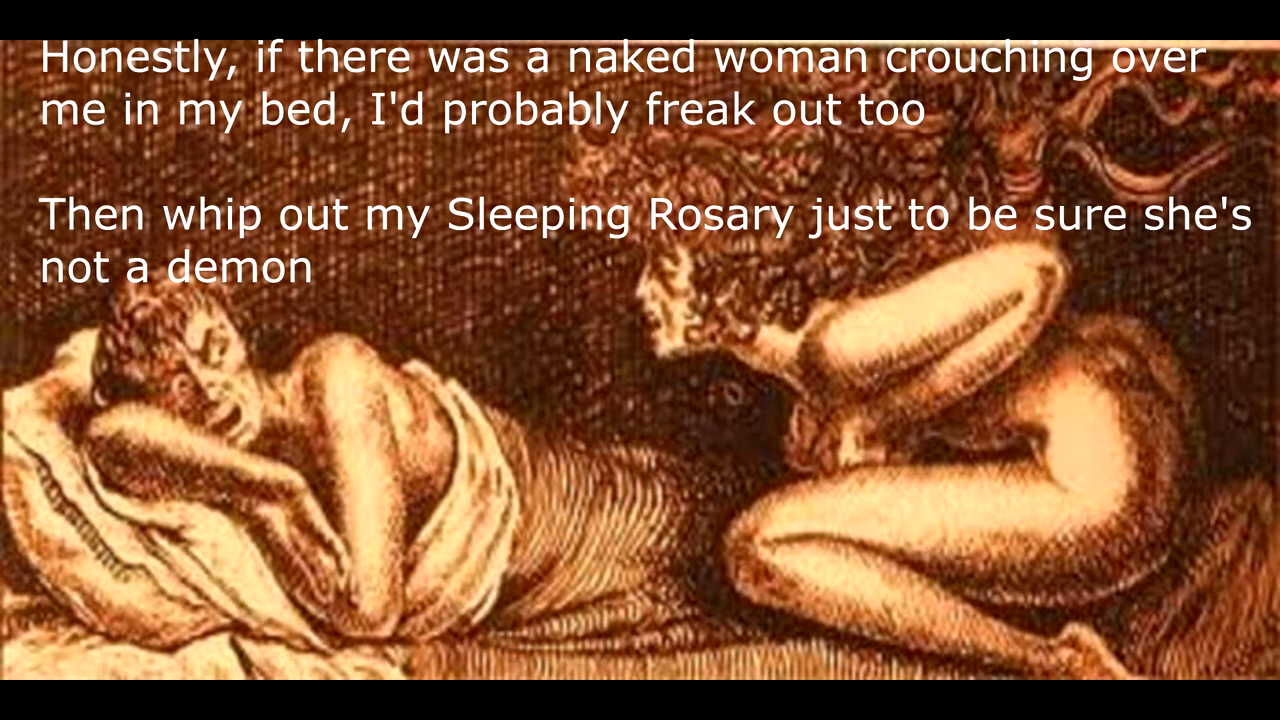 Honestly, if there was a naked woman crouching over
me in my bed, I'd probably freak out too
Then whip out my Sleeping Rosary just to be sure she's
not a demon